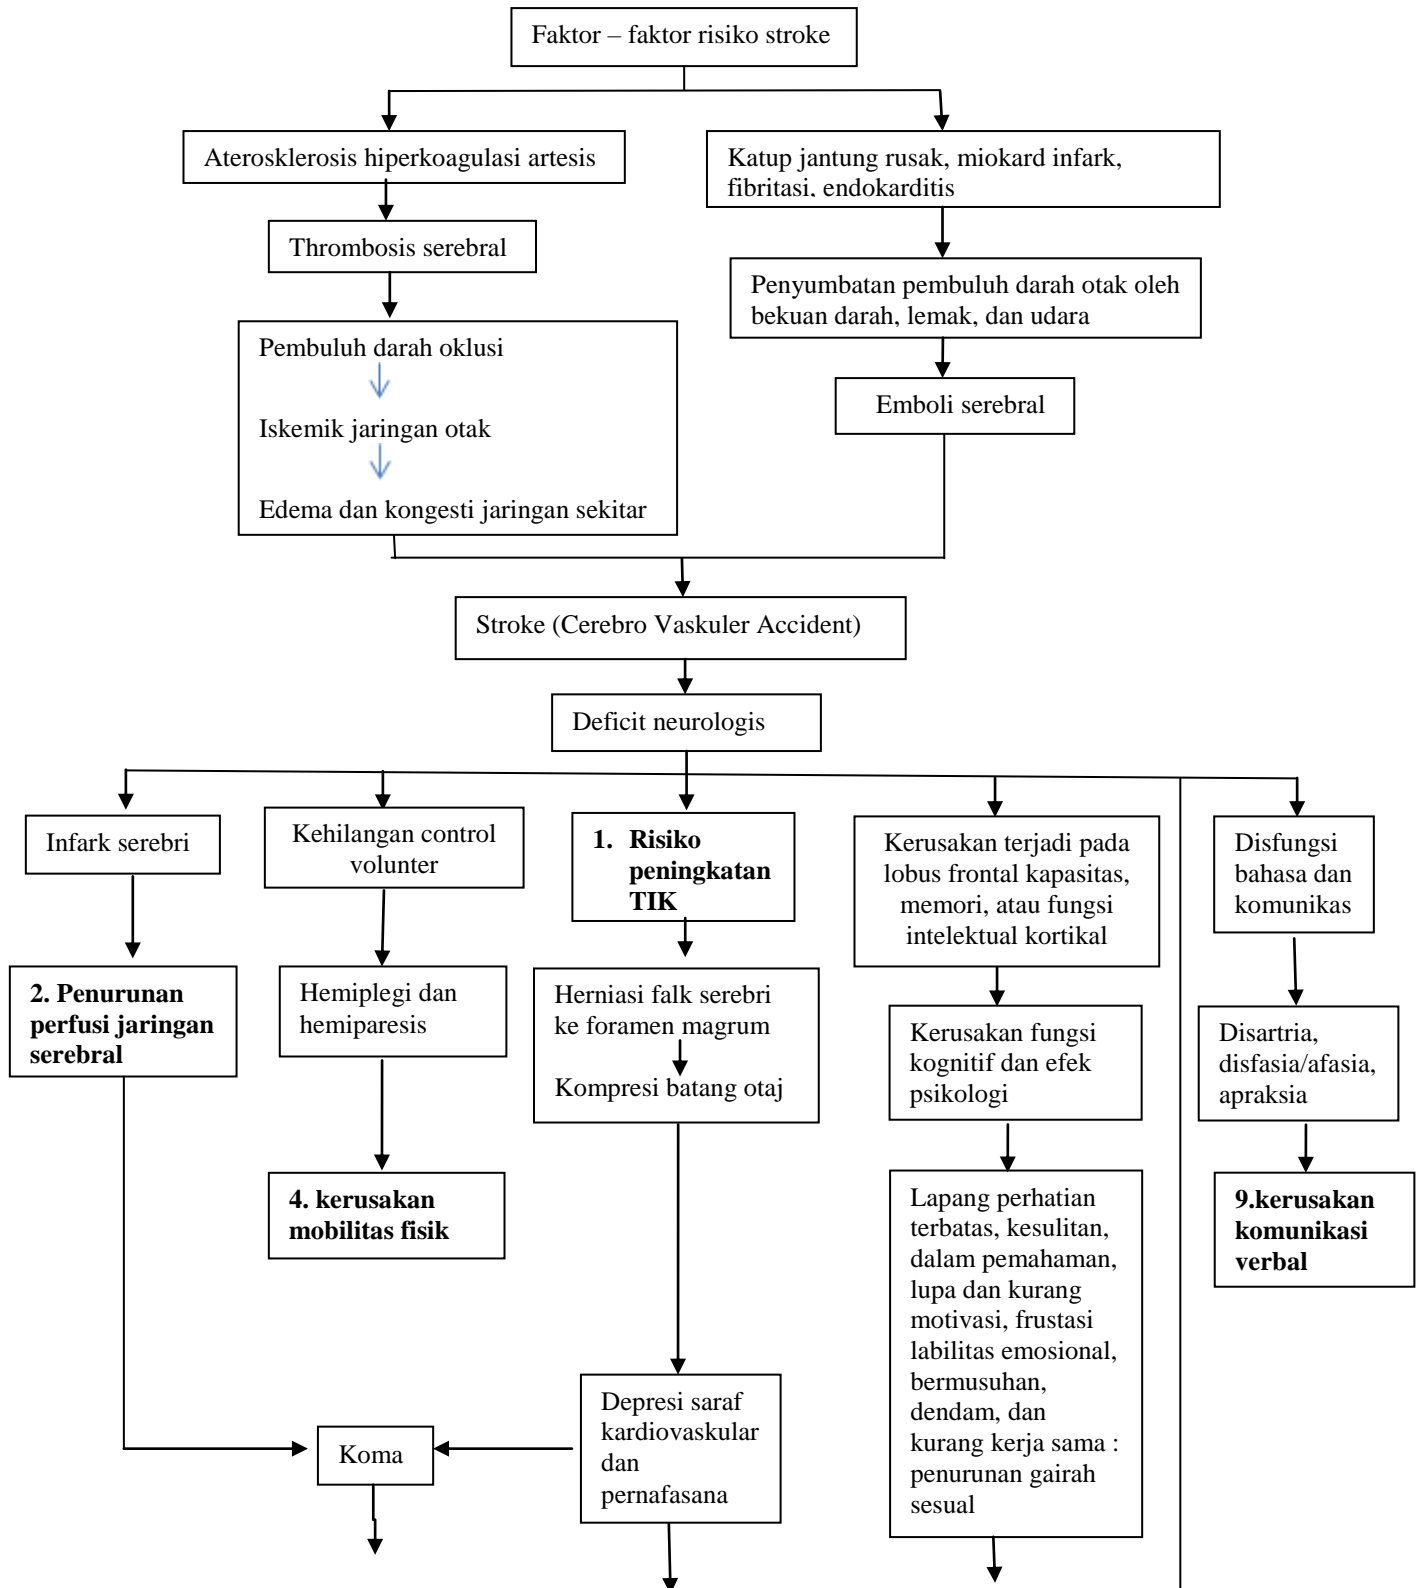 Faktor – faktor risiko stroke
Aterosklerosis hiperkoagulasi artesis
Katup jantung rusak, miokard infark,
fibritasi, endokarditis
Thrombosis serebral
Penyumbatan pembuluh darah otak oleh
bekuan darah, lemak, dan udara
Pembuluh darah oklusi
Iskemik jaringan otak
Edema dan kongesti jaringan sekitar
Emboli serebral
Stroke (Cerebro Vaskuler Accident)
Deficit neurologis
Infark serebri
Kehilangan control
volunter
1. Risiko
peningkatan
TIK
Kerusakan terjadi pada
lobus frontal kapasitas,
memori, atau fungsi
intelektual kortikal
Disfungsi
bahasa dan
komunikas
2. Penurunan
perfusi jaringan
serebral
Hemiplegi dan
hemiparesis
Herniasi falk serebri
ke foramen magrum
Kompresi batang otaj
Kerusakan fungsi
kognitif dan efek
psikologi
Disartria,
disfasia/afasia,
apraksia
4. kerusakan
mobilitas fisik
Lapang perhatian
terbatas, kesulitan,
dalam pemahaman,
lupa dan kurang
motivasi, frustasi
labilitas emosional,
bermusuhan,
dendam, dan
kurang kerja sama :
penurunan gairah
sesual
9.kerusakan
komunikasi
verbal
Koma
Depresi saraf
kardiovaskular
dan
pernafasana